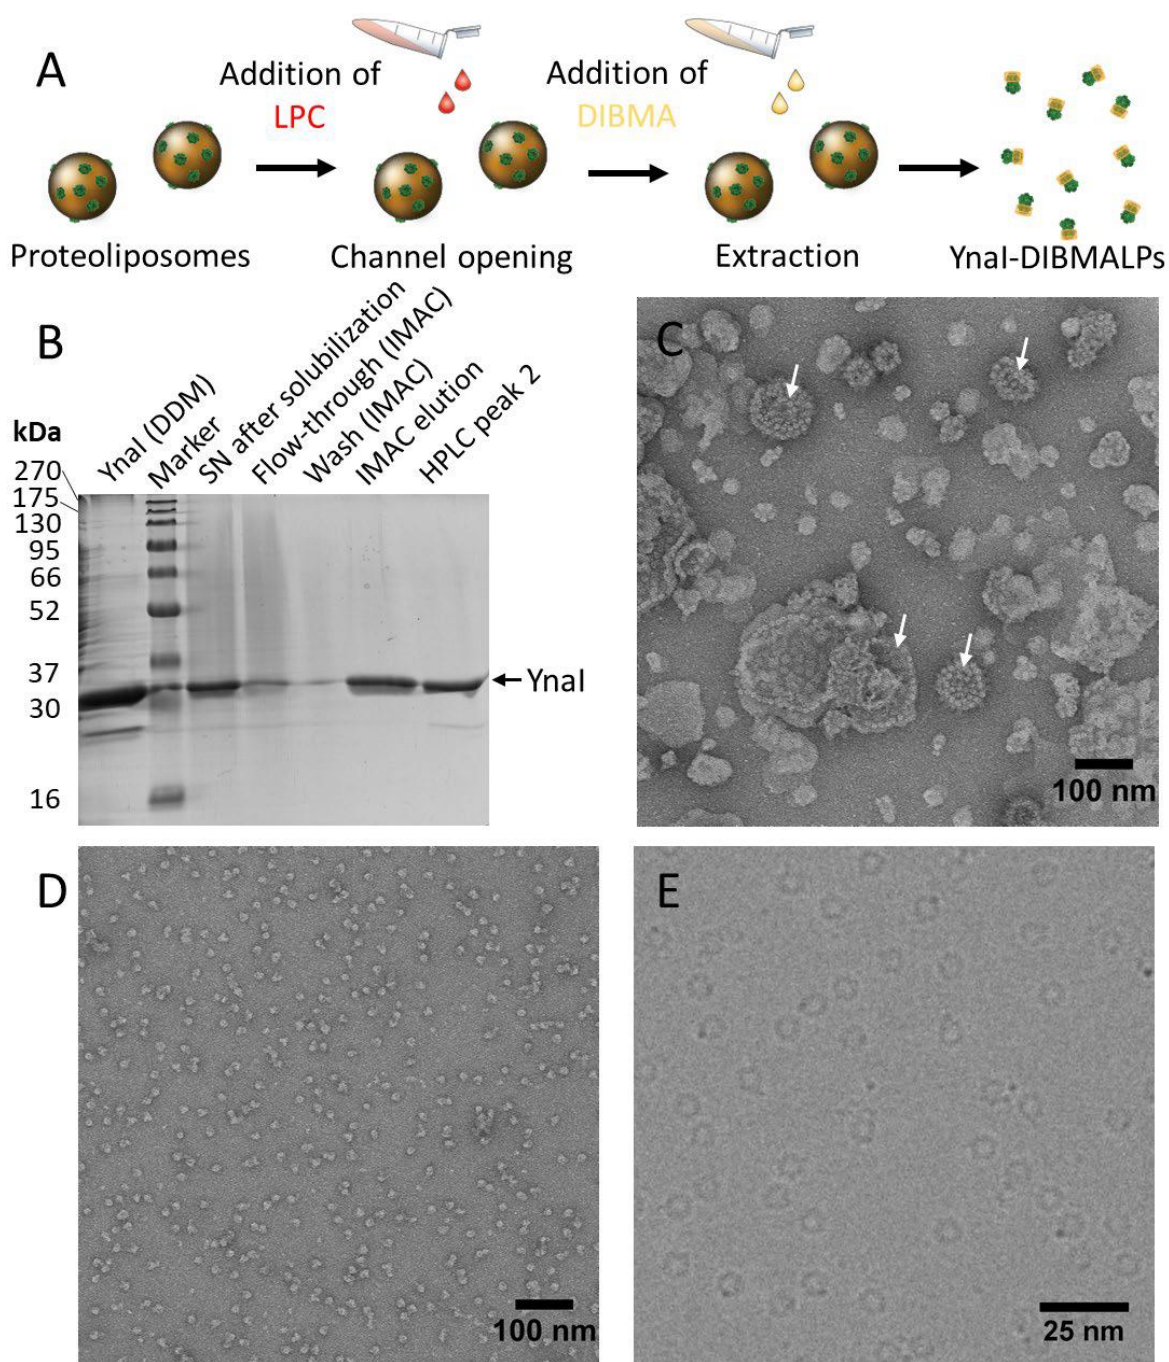 A
Addition of
LPC
Addition of
DIBMA
Proteoliposomes
Channel opening
Extraction
YnaI-DIBMALPs
B
kDa
YnaI (DDM)
Marker
SN after solubilization
Flow-through (IMAC)
Wash (IMAC)
IMAC elution
HPLC peak 2
270
175
130
95
66
52
37
30
16
YnaI
C
100 nm
D
100 nm
E
25 nm